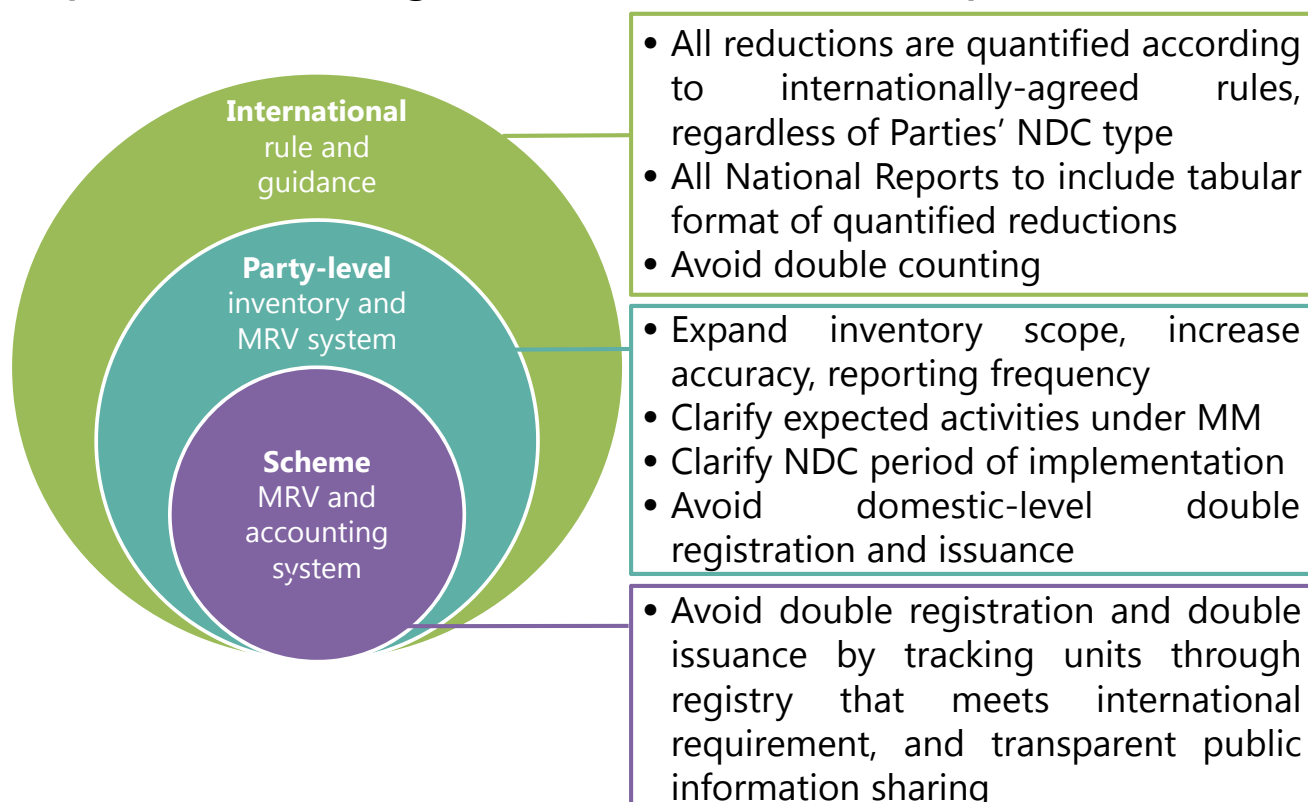 International
rule and
guidance
Party-level
inventory and
MRV system
Scheme
MRV and
accounting
system
• All reductions are quantified according
to internationally-agreed rules,
regardless of Parties’ NDC type
• All National Reports to include tabular
format of quantified reductions
• Avoid double counting
• Expand inventory scope, increase
accuracy, reporting frequency
• Clarify expected activities under MM
• Clarify NDC period of implementation
• Avoid domestic-level double
registration and issuance
• Avoid double registration and double
issuance by tracking units through
registry that meets international
requirement, and transparent public
information sharing